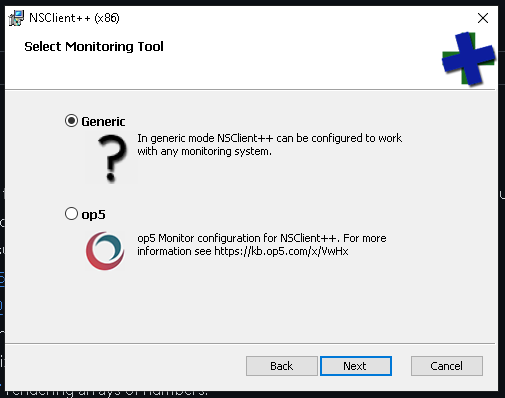 NSClient++ (x86)
Select Monitoring Tool
Generic
In generic mode NSClient++ can be configured to work
with any monitoring system.
?
op5
op5 Monitor configuration for NSClient++. For more
information see https://kb.op5.com/x/VwHx
Back
Next
Cancel
rendering arrays of numbers.